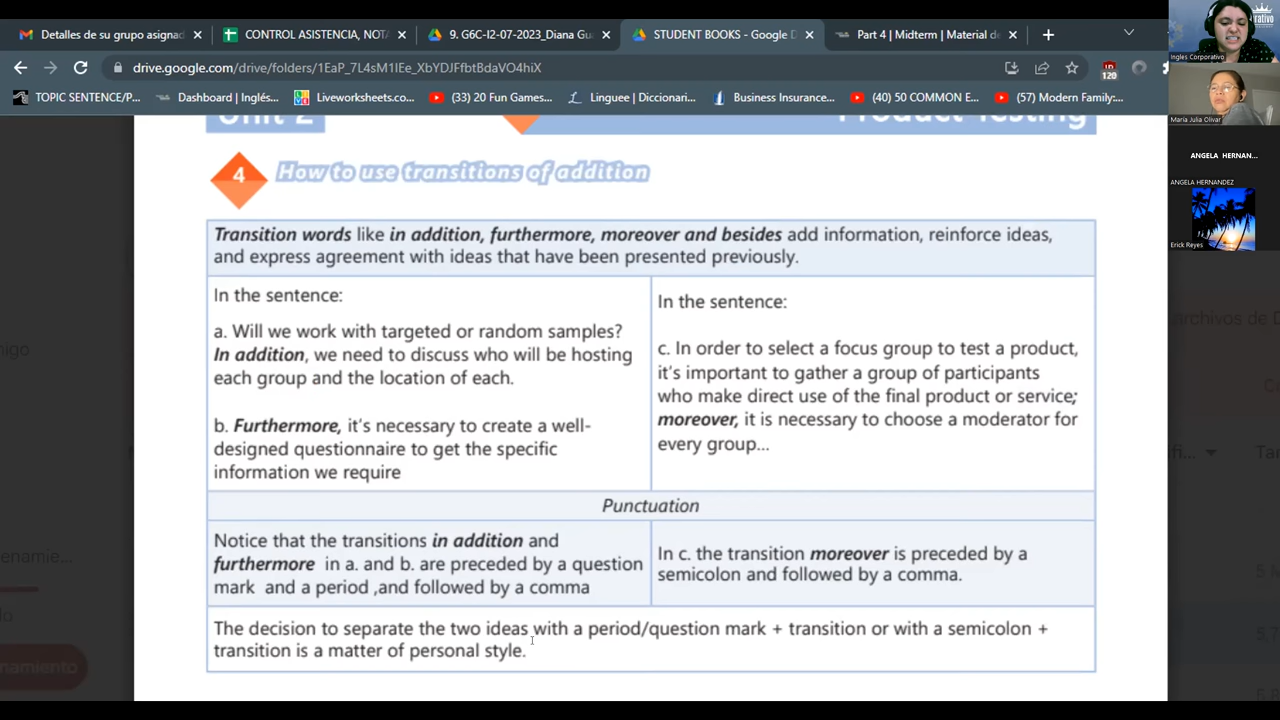 Detalles de su grupo asignad
CONTROL ASISTENCIA, NOTA
9. G6C-I2-07-2023_Diana Gua
STUDENT BOOKS - Google D
Part 4 | Midterm | Material de
drive.google.com/drive/folders/
120
TOPIC SENTENCE/P...
Dashboard | Inglés...
Liveworksheets.co...
(33) 20 Fun Games...
Linguee | Diccionari...
Business Insurance...
(40) 50 COMMON E...
(57) Modern Family:...
Ingles Corporativo
María Julia Olivar
ANGELA HERNAN...
ANGELA HERNANDEZ
Erick Reyes
Unit 2
Product Testing
4
How to use transitions of addition
Transition words like in addition, furthermore, moreover and besides add information, reinforce ideas,
and express agreement with ideas that have been presented previously.
In the sentence:
a. Will we work with targeted or random samples?
In addition, we need to discuss who will be hosting
each group and the location of each.
b. Furthermore, it's necessary to create a well-
designed questionnaire to get the specific
information we require
In the sentence:
c. In order to select a focus group to test a product,
it's important to gather a group of participants
who make direct use of the final product or service;
moreover, it is necessary to choose a moderator for
every group...
Punctuation
Notice that the transitions in addition and
furthermore in a. and b. are preceded by a question
mark and a period ,and followed by a comma
In c. the transition moreover is preceded by a
semicolon and followed by a comma.
The decision to separate the two ideas with a period/question mark + transition or with a semicolon +
transition is a matter of personal style.